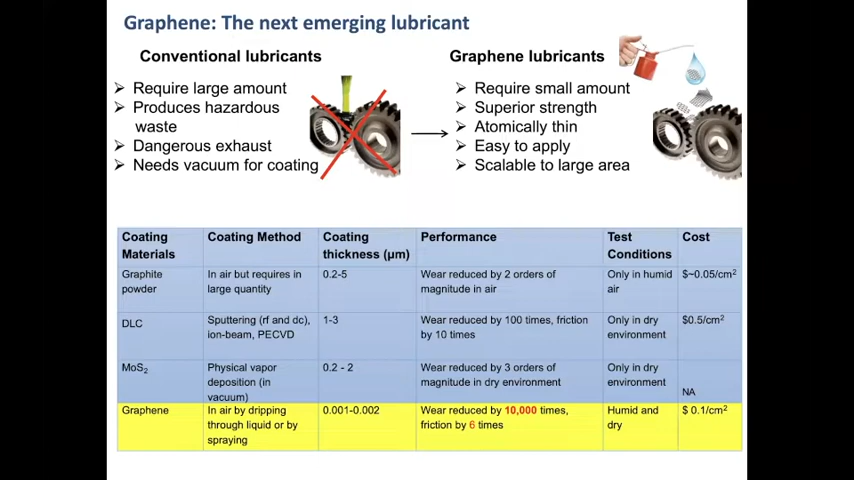 Graphene: The next emerging lubricant
Conventional lubricants
➢ Require large amount
➢ Produces hazardous
waste
➢ Dangerous exhaust
➢ Needs vacuum for coating
Graphene lubricants
➢ Require small amount
➢ Superior strength
➢ Atomically thin
➢ Easy to apply
➢ Scalable to large area
Coating
Materials
Coating Method
Coating
thickness (μm)
Performance
Test
Conditions
Cost
Graphite
powder
In air but requires in
large quantity
0.2-5
Wear reduced by 2 orders of
magnitude in air
Only in humid
air
$~0.05/cm²
DLC
Sputtering (rf and dc),
ion-beam, PECVD
1-3
Wear reduced by 100 times, friction
by 10 times
Only in dry
environment
$0.5/cm²
MoS₂
Physical vapor
deposition (in
vacuum)
0.2 - 2
Wear reduced by 3 orders of
magnitude in dry environment
Only in dry
environment
NA
Graphene
In air by dripping
through liquid or by
spraying
0.001-0.002
Wear reduced by 10,000 times,
friction by 6 times
Humid and
dry
$ 0.1/cm²